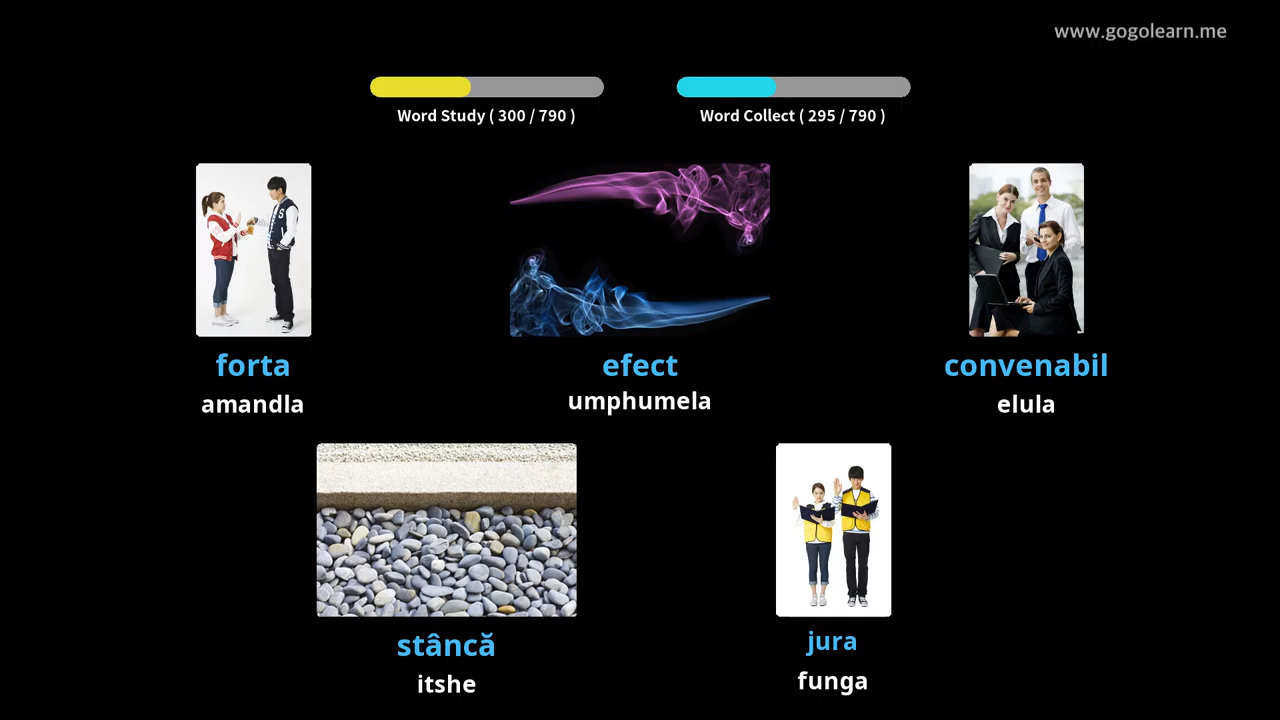 www.gogolearn.me
Word Study ( 300 / 790 )
Word Collect ( 295 / 790 )
forta
amandla
efect
umphumela
convenabil
elula
stâncă
itshe
jura
funga